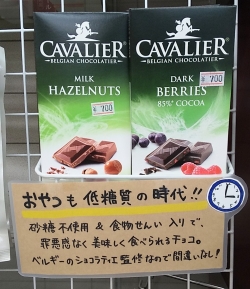 CAVALIER
BELGIAN CHOCOLATIER
MILK
HAZELNUTS
¥ 700
CAVALIER
BELGIAN CHOCOLATIER
DARK
BERRIES
85% COCOA
¥ 700
おやつも 低糖質の時代!!
砂糖不使用 & 食物せんい 入りで、
罪悪感なく 美味しく 食べられるチョコ。
ベルギーのショコラティエ 監修なので間違いなし!